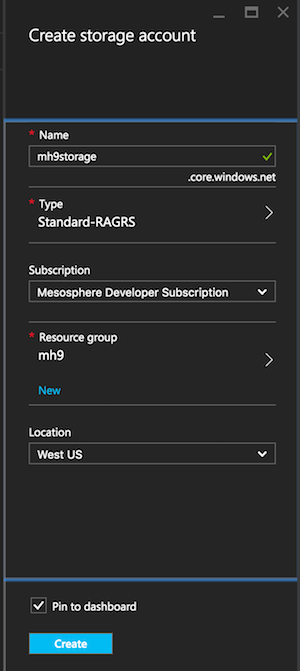 Create storage account
* Name
mh9storage
.core.windows.net
* Type
Standard-RAGRS
Subscription
Mesosphere Developer Subscription
* Resource group
mh9
New
Location
West US
Pin to dashboard
Create